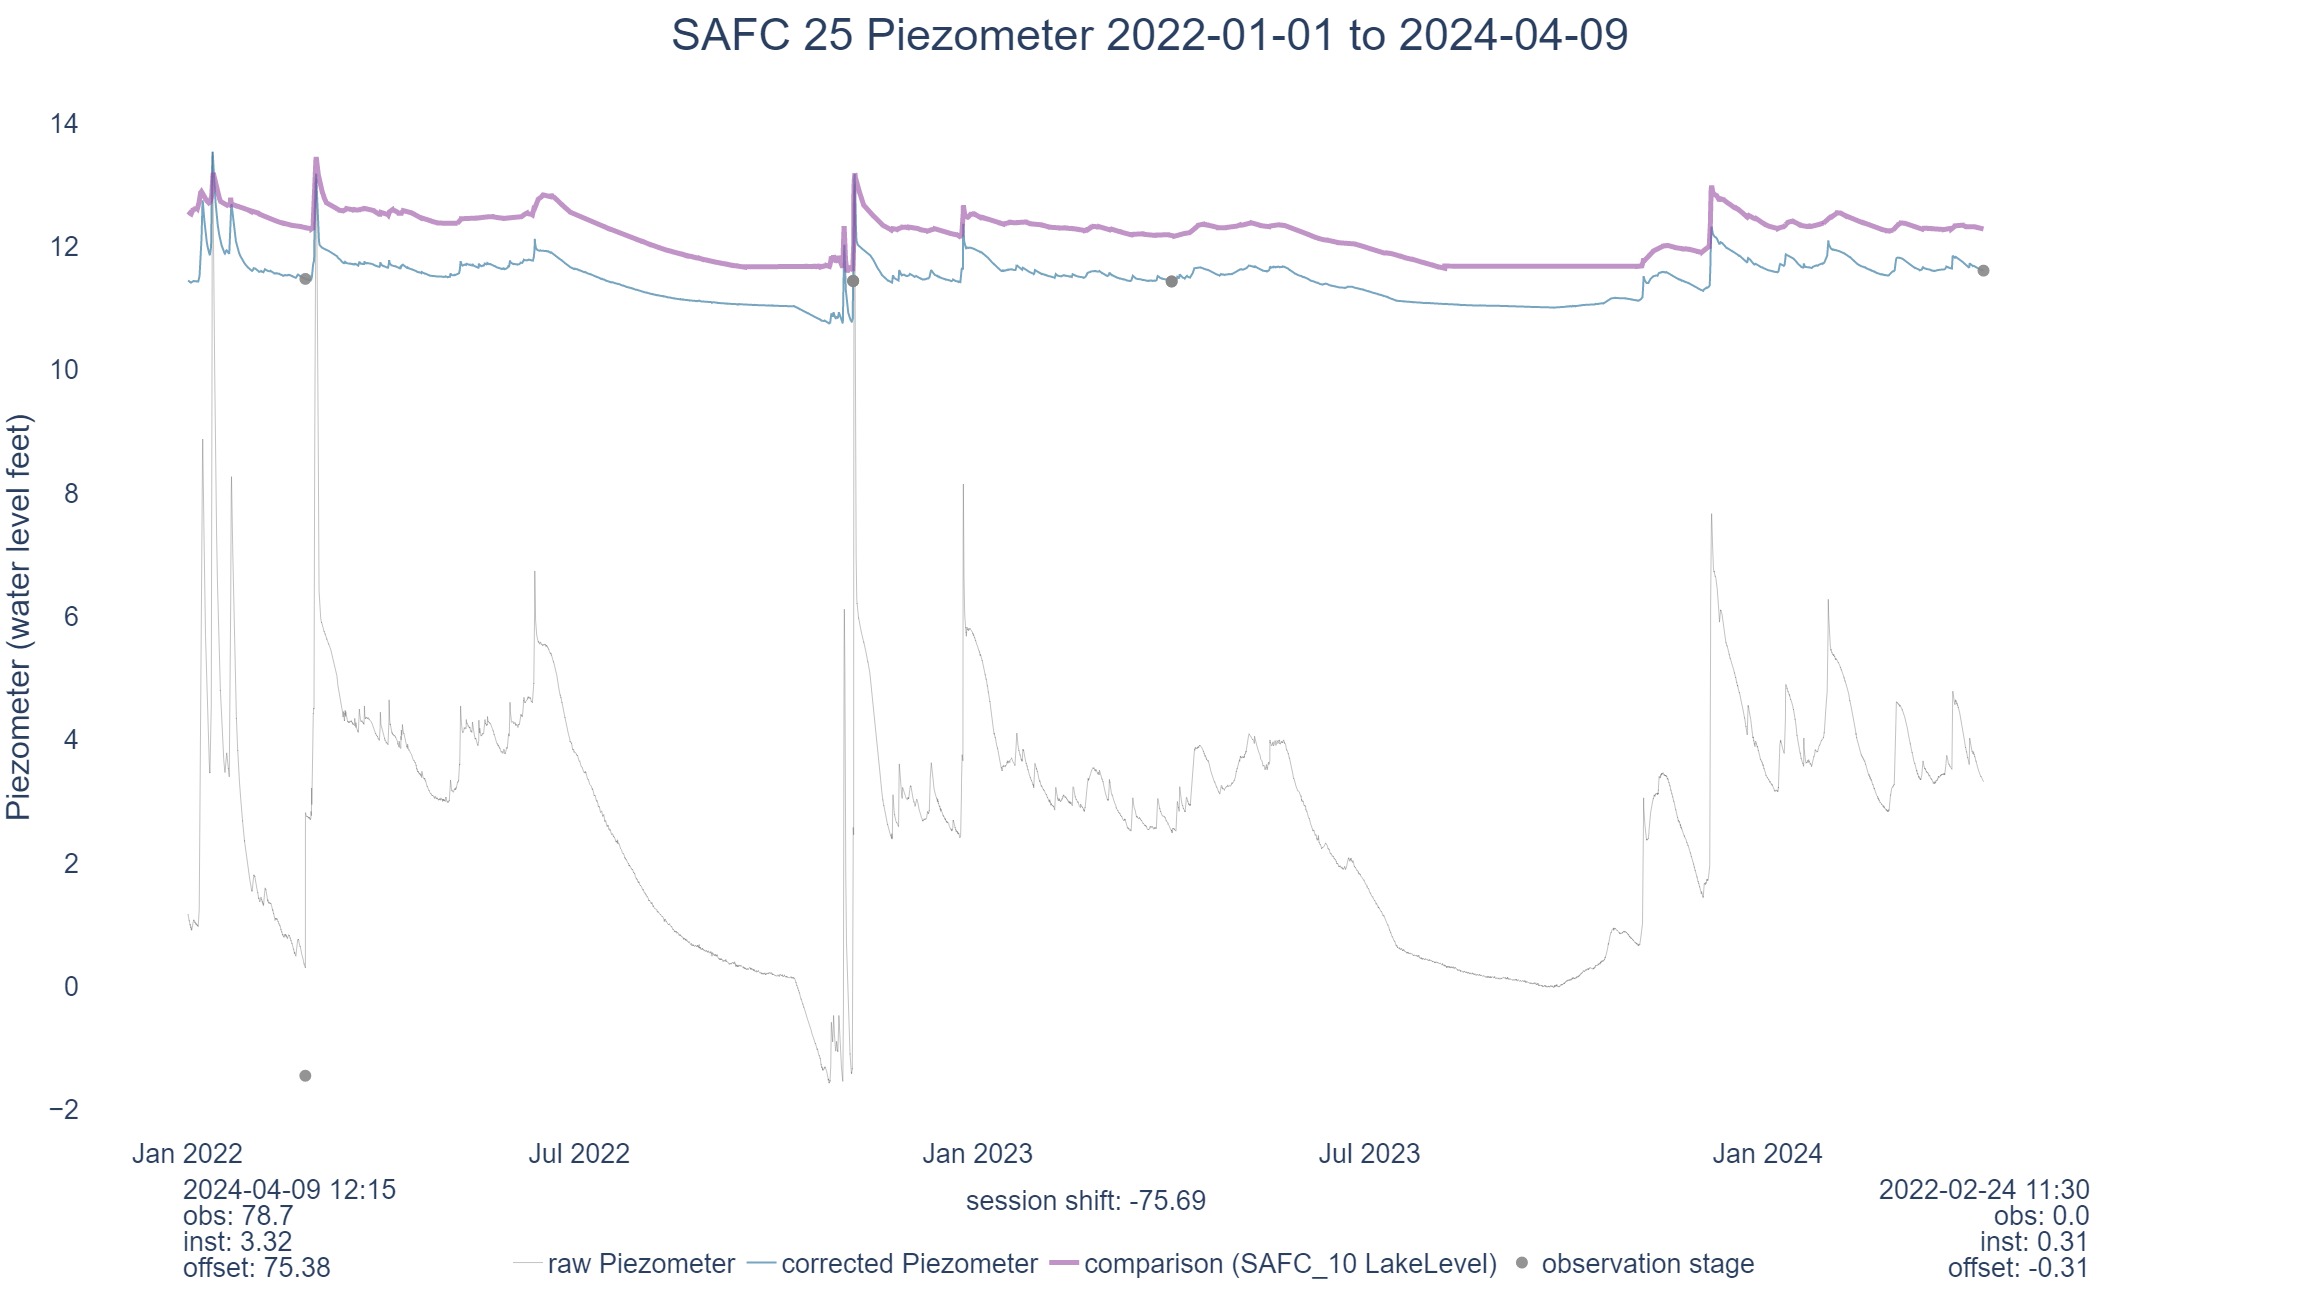 SAFC 25 Piezometer 2022-01-01 to 2024-04-09
Piezometer (water level feet)
14
12
10
8
6
4
2
0
−2
Jan 2022
Jul 2022
Jan 2023
Jul 2023
Jan 2024
2024-04-09 12:15
obs: 78.7
inst: 3.32
offset: 75.38
session shift: -75.69
2022-02-24 11:30
obs: 0.0
inst: 0.31
offset: -0.31
raw Piezometer
corrected Piezometer
comparison (SAFC_10 LakeLevel)
observation stage